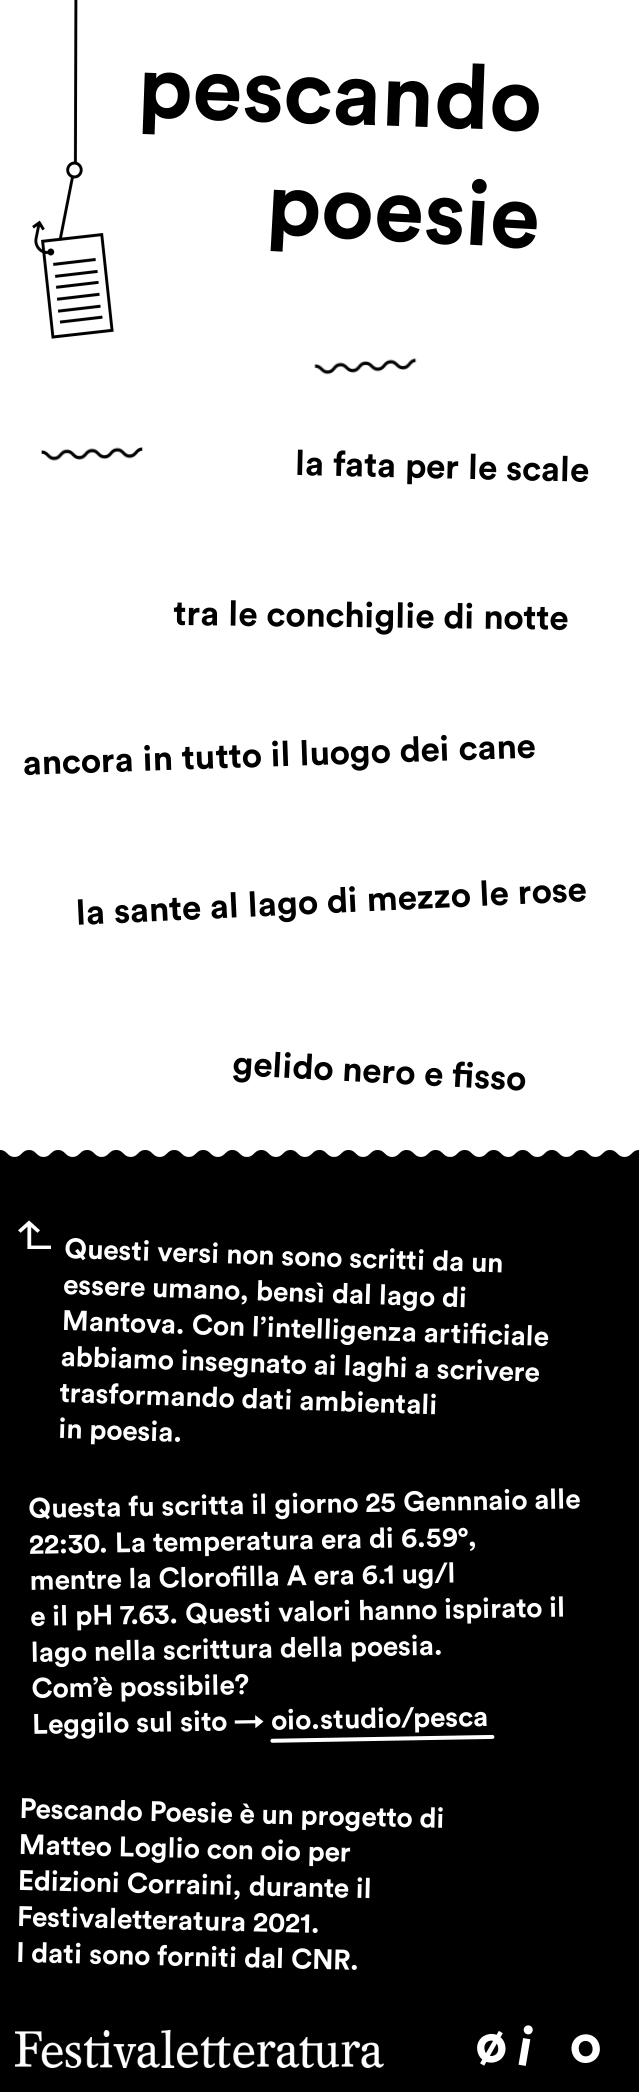 pescando
poesie
la fata per le scale
tra le conchiglie di notte
ancora in tutto il luogo dei cane
la sante al lago di mezzo le rose
gelido nero e fisso
Questi versi non sono scritti da un
essere umano, bensì dal lago di
Mantova. Con l’intelligenza artificiale
abbiamo insegnato ai laghi a scrivere
trasformando dati ambientali
in poesia.
Questa fu scritta il giorno 25 Gennnaio alle
22:30. La temperatura era di 6.59°,
mentre la Clorofilla A era 6.1 ug/l
e il pH 7.63. Questi valori hanno ispirato il
lago nella scrittura della poesia.
Com’è possibile?
Leggilo sul sito → oio.studio/pesca
Pescando Poesie è un progetto di
Matteo Loglio con oio per
Edizioni Corraini, durante il
Festivaletteratura 2021.
I dati sono forniti dal CNR.
Festivaletteratura øi o